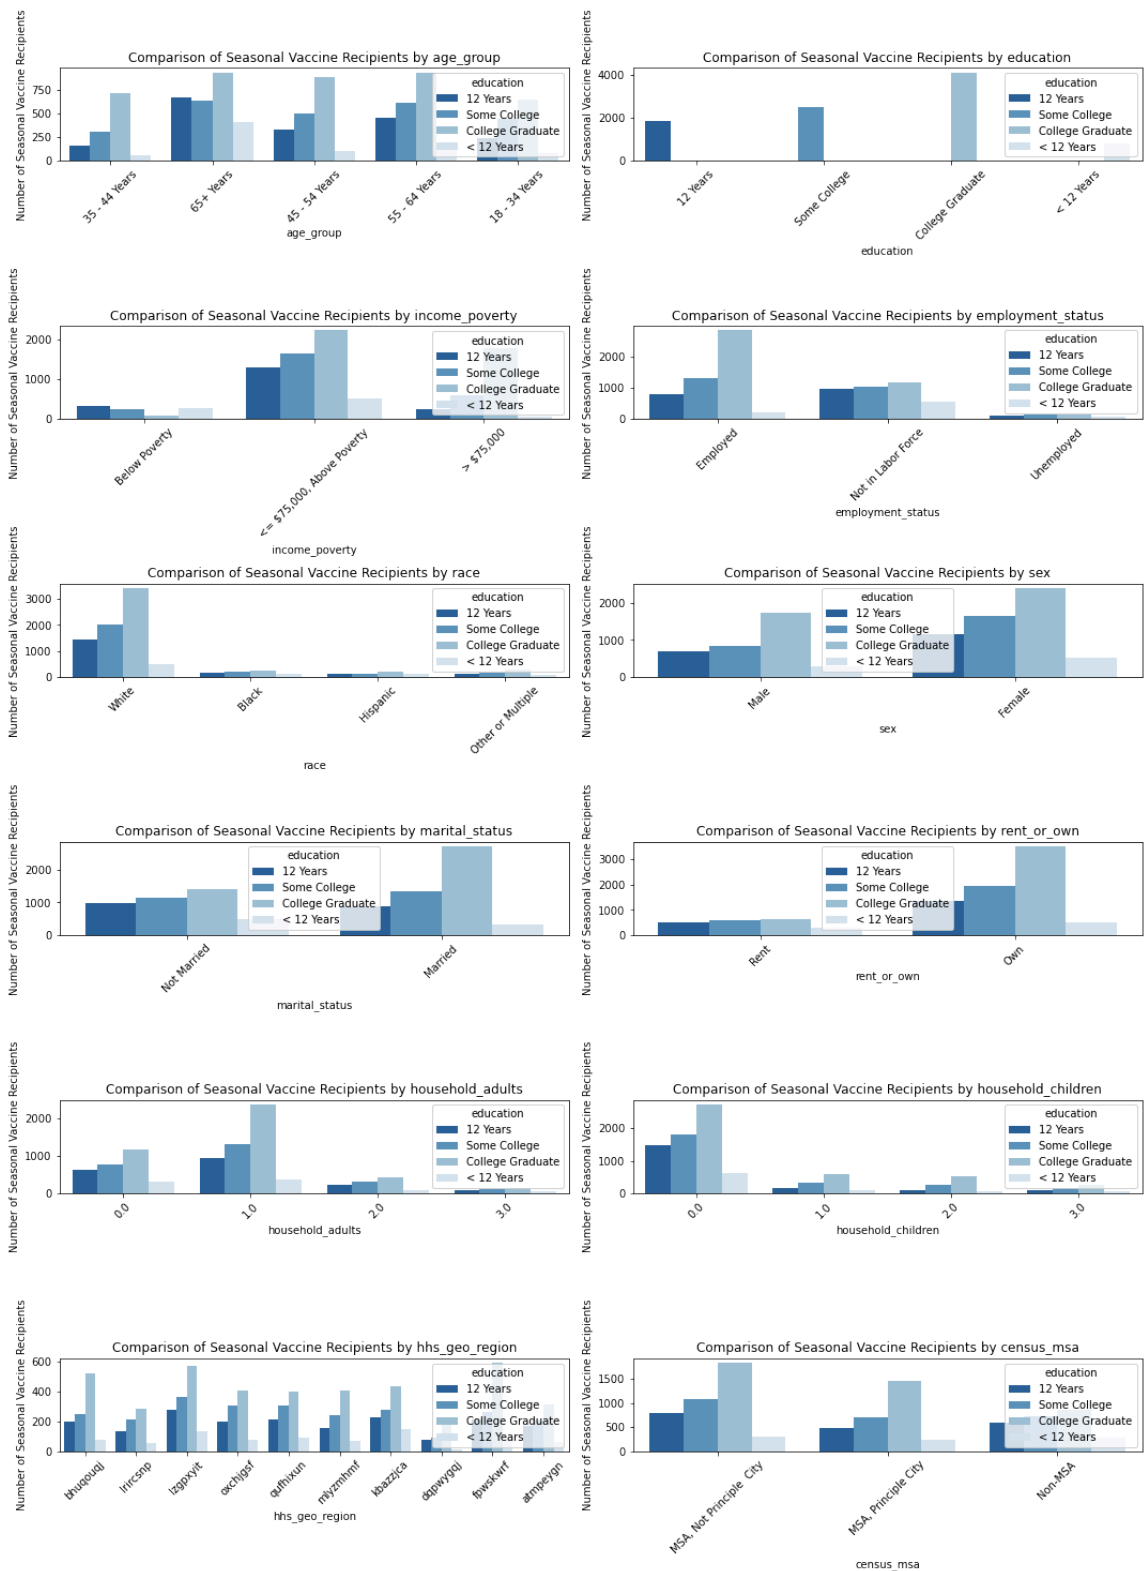 Comparison of Seasonal Vaccine Recipients by age_group
Number of Seasonal Vaccine Recipients
750
500
250
0
education
12 Years
Some College
College Graduate
< 12 Years
35 - 44 Years
65+ Years
45 - 54 Years
55 - 64 Years
18 - 34 Years
age_group
Comparison of Seasonal Vaccine Recipients by education
Number of Seasonal Vaccine Recipients
4000
2000
0
education
12 Years
Some College
College Graduate
< 12 Years
12 Years
Some College
College Graduate
< 12 Years
education
Comparison of Seasonal Vaccine Recipients by income_poverty
Number of Seasonal Vaccine Recipients
2000
1000
0
education
12 Years
Some College
College Graduate
< 12 Years
Below Poverty
<= $75,000, Above Poverty
> $75,000
income_poverty
Comparison of Seasonal Vaccine Recipients by employment_status
Number of Seasonal Vaccine Recipients
2000
1000
0
education
12 Years
Some College
College Graduate
< 12 Years
Employed
Not in Labor Force
Unemployed
employment_status
Comparison of Seasonal Vaccine Recipients by race
Number of Seasonal Vaccine Recipients
3000
2000
1000
0
education
12 Years
Some College
College Graduate
< 12 Years
White
Black
Hispanic
Other or Multiple
race
Comparison of Seasonal Vaccine Recipients by sex
Number of Seasonal Vaccine Recipients
2000
1000
0
education
12 Years
Some College
College Graduate
< 12 Years
Male
Female
sex
Comparison of Seasonal Vaccine Recipients by marital_status
Number of Seasonal Vaccine Recipients
2000
1000
0
education
12 Years
Some College
College Graduate
< 12 Years
Not Married
Married
marital_status
Comparison of Seasonal Vaccine Recipients by rent_or_own
Number of Seasonal Vaccine Recipients
3000
2000
1000
0
education
12 Years
Some College
College Graduate
< 12 Years
Rent
Own
rent_or_own
Comparison of Seasonal Vaccine Recipients by household_adults
Number of Seasonal Vaccine Recipients
2000
1000
0
education
12 Years
Some College
College Graduate
< 12 Years
0.0
1.0
2.0
3.0
household_adults
Comparison of Seasonal Vaccine Recipients by household_children
Number of Seasonal Vaccine Recipients
2000
1000
0
education
12 Years
Some College
College Graduate
< 12 Years
0.0
1.0
2.0
3.0
household_children
Comparison of Seasonal Vaccine Recipients by hhs_geo_region
Number of Seasonal Vaccine Recipients
600
400
200
0
education
12 Years
Some College
College Graduate
< 12 Years
bhuqouqj
lrircsnp
lzgpxyit
oxchjgsf
qufhixun
mlyzmhmf
kbazzjca
dqpwygqj
fpwskwrf
atmpeygn
hhs_geo_region
Comparison of Seasonal Vaccine Recipients by census_msa
Number of Seasonal Vaccine Recipients
1500
1000
500
0
education
12 Years
Some College
College Graduate
< 12 Years
MSA, Not Principle City
MSA, Principle City
Non-MSA
census_msa